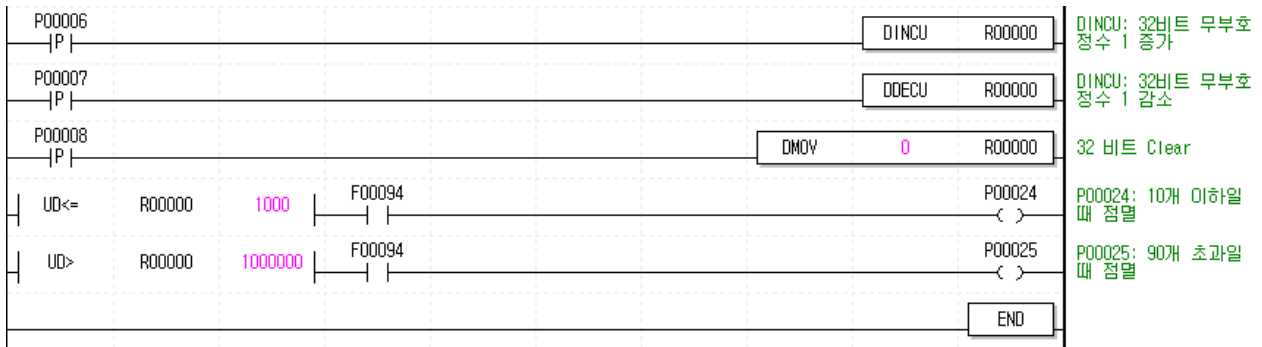 P00006
P
DINCU R00000
DINCU: 32비트 무부호
정수 1 증가
P00007
P
DDECU R00000
DINCU: 32비트 무부호
정수 1 감소
P00008
P
DMOV 0 R00000
32 비트 Clear
UD<= R00000 1000
F00094
P00024
P00024: 10개 이하일
때 점멸
UD> R00000 1000000
F00094
P00025
P00025: 90개 초과일
때 점멸
END